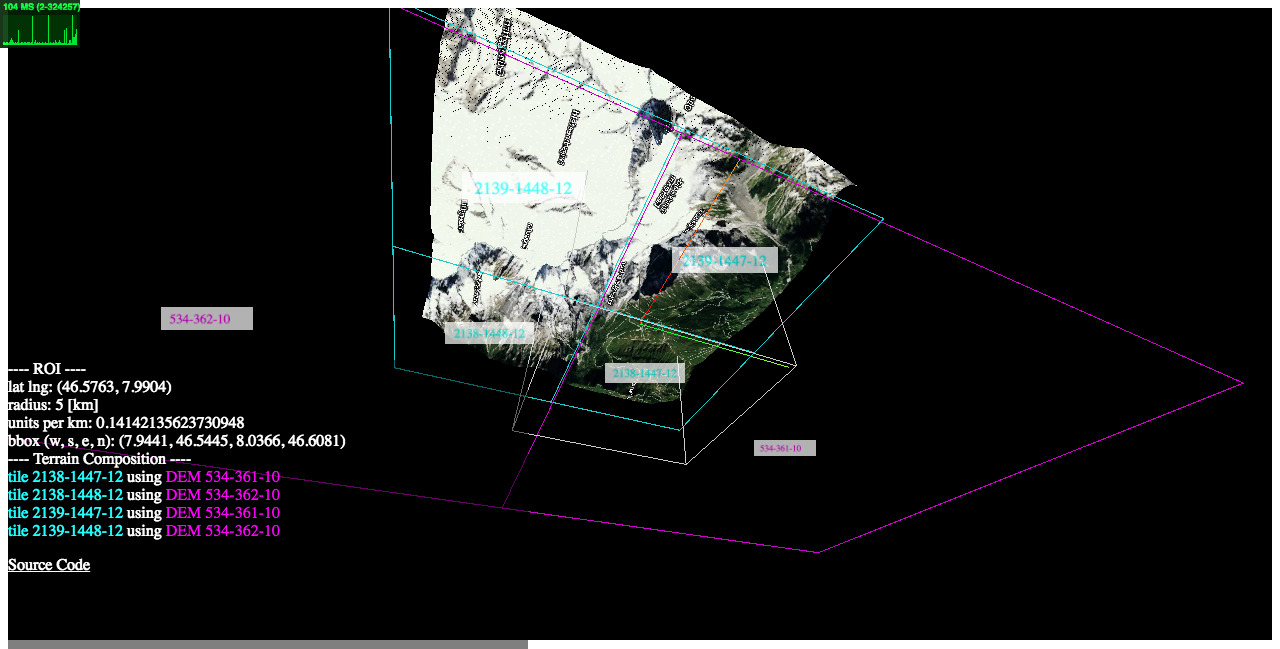 104 MS (2-324257)
2139-1448-12
2139-1447-12
534-362-10
2138-1448-12
2138-1447-12
534-361-10
---- ROI ----
lat lng: (46.5763, 7.9904)
radius: 5 [km]
units per km: 0.14142135623730948
bbox (w, s, e, n): (7.9441, 46.5445, 8.0366, 46.6081)
---- Terrain Composition ----
tile 2138-1447-12 using DEM 534-361-10
tile 2138-1448-12 using DEM 534-362-10
tile 2139-1447-12 using DEM 534-361-10
tile 2139-1448-12 using DEM 534-362-10
Source Code